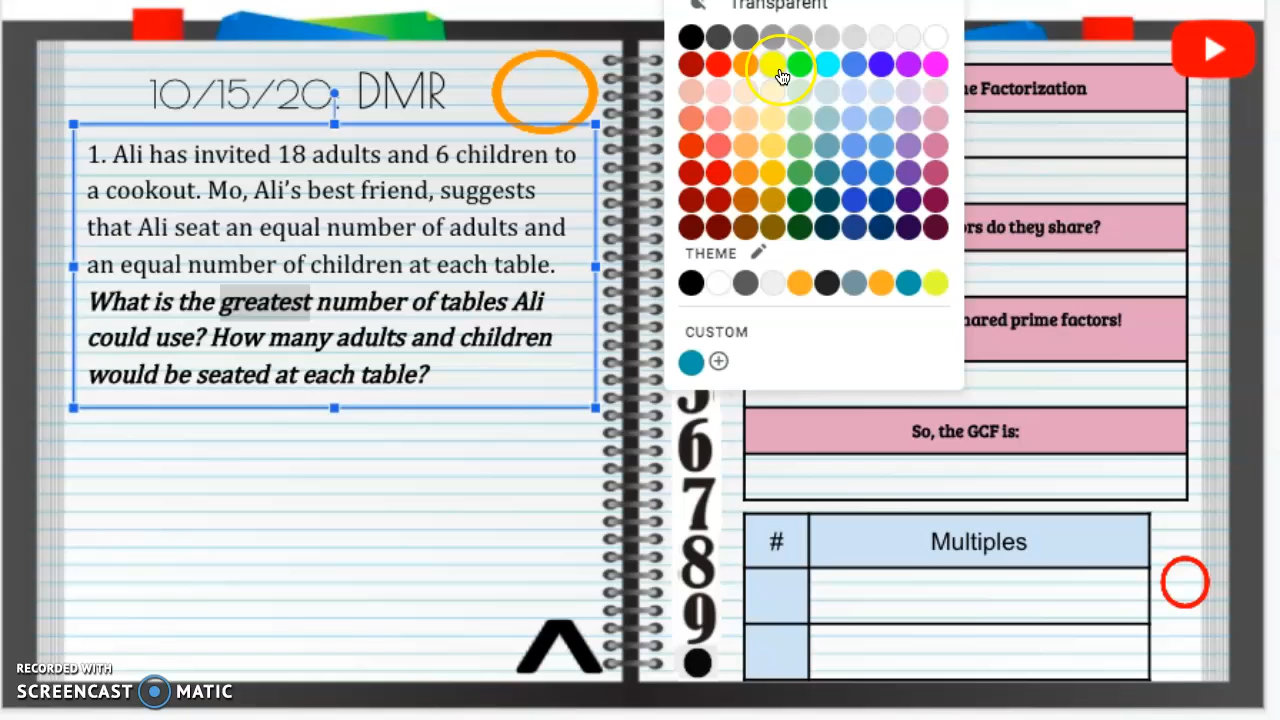 Transparent
10/15/20: DMR
1. Ali has invited 18 adults and 6 children to
a cookout. Mo, Ali's best friend, suggests
that Ali seat an equal number of adults and
an equal number of children at each table.
What is the greatest number of tables Ali
could use? How many adults and children
would be seated at each table?
THEME
CUSTOM
Factorization
do they share?
prime factors!
So, the GCF is:
6
7
8
9
# Multiples
RECORDED WITH
SCREENCAST MATIC